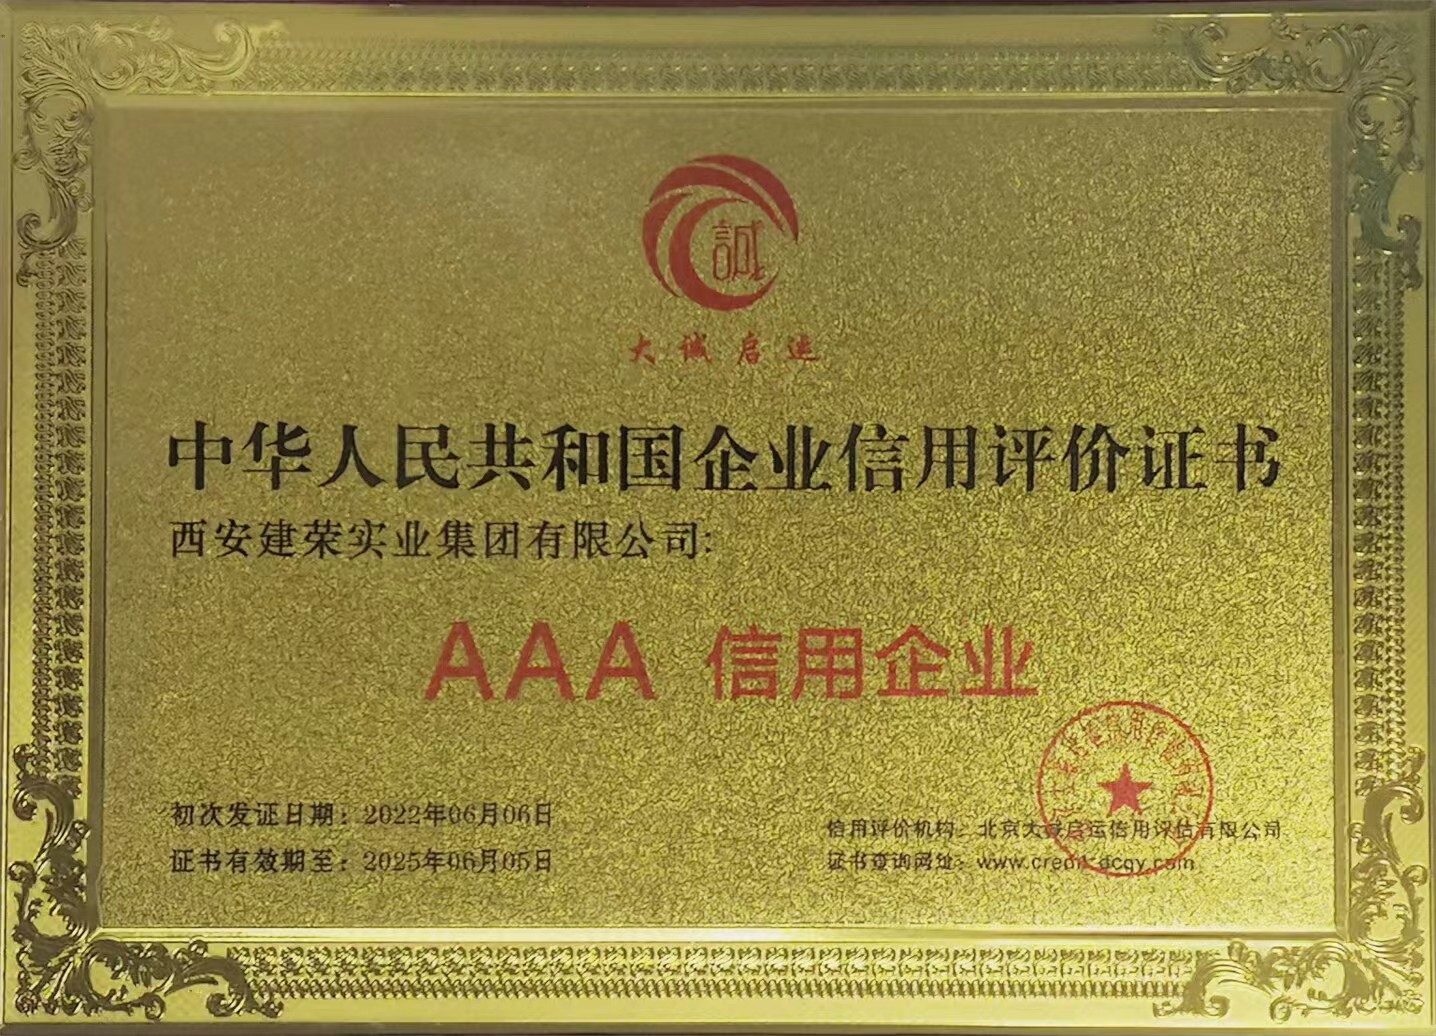 誠
大诚启运
中华人民共和国企业信用评价证书
西安建荣实业集团有限公司:
AAA 信用企业
初次发证日期：2022年06月06日
证书有效期至：2025年06月05日
信用评价机构：北京大诚启运信用评估有限公司
证书查询网址：www.credit-dcqy.com